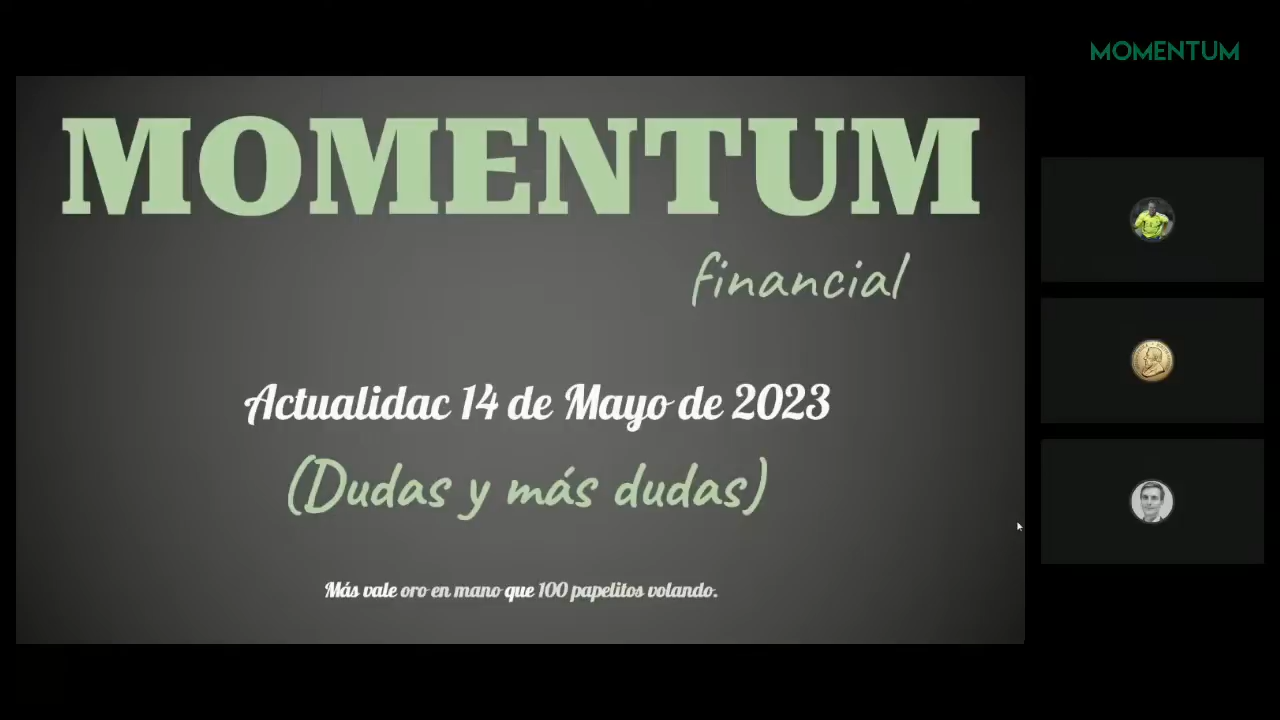 MOMENTUM
MOMENTUM
financial
Actualidac 14 de Mayo de 2023
(Dudas y más dudas)
Más vale oro en mano que 100 papelitos volando.